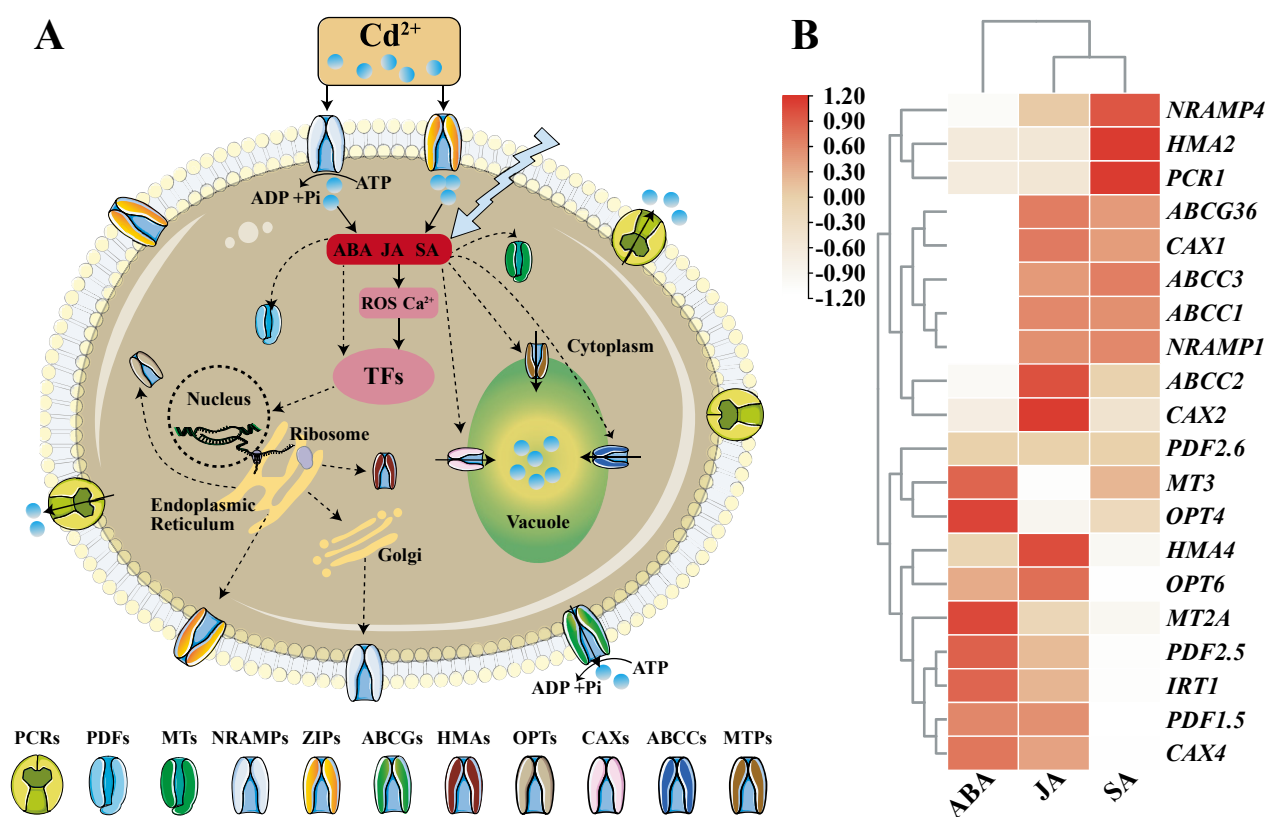 A
Cd²⁺
ATP
ADP +Pi
ABA JA SA
ROS Ca²⁺
TFs
Cytoplasm
Nucleus
Ribosome
Endoplasmic
Reticulum
Golgi
Vacuole
ATP
ADP +Pi
PCRs PDFs MTs NRAMPs ZIPs ABCGs HMAs OPTs CAXs ABCCs MTPs
B
1.20
0.90
0.60
0.30
0.00
-0.30
-0.60
-0.90
-1.20
NRAMP4
HMA2
PCR1
ABCG36
CAX1
ABCC3
ABCC1
NRAMP1
ABCC2
CAX2
PDF2.6
MT3
OPT4
HMA4
OPT6
MT2A
PDF2.5
IRT1
PDF1.5
CAX4
ABA JA SA